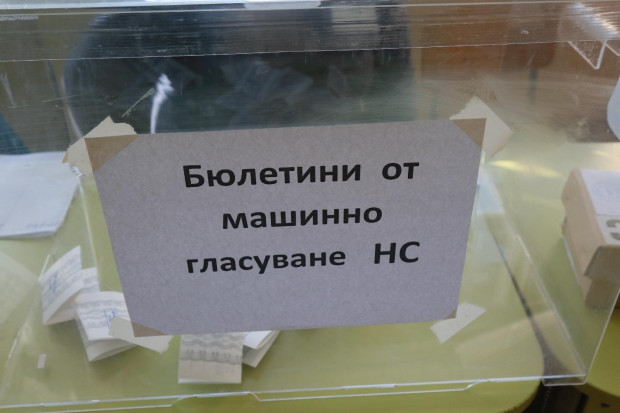 Бюлетини от
машинно
гласуване НС